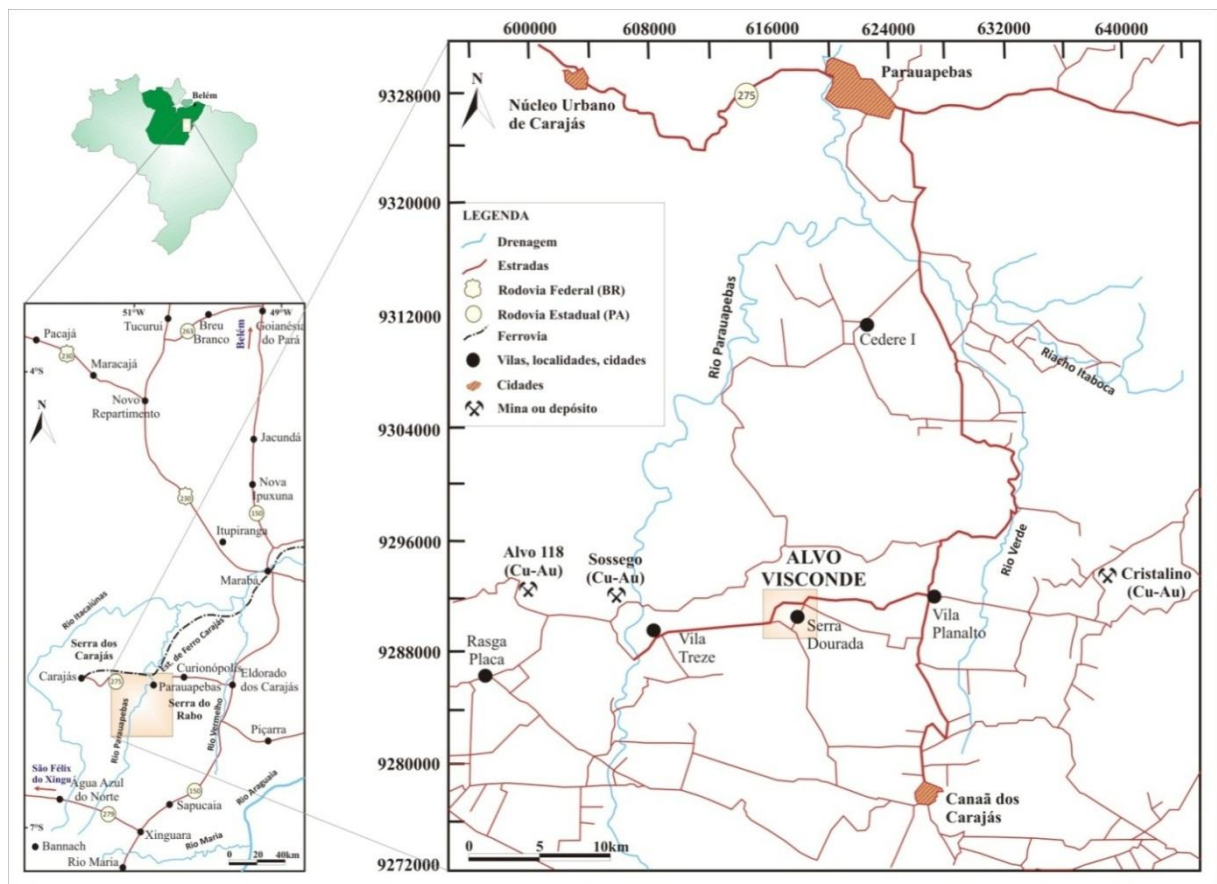 Belém
51°W
49°W
Tucurui
Breu
Branco
Goianésia
do Pará
263
Belém
Pacajá
230
Maracajá
4°S
N
Novo
Repartimento
Jacundá
Nova
Ipuxuna
230
150
Itupiranga
Marabá
Rio Itacaiúnas
Est. de Ferro Carajás
Serra dos
Carajás
Carajás
275
Curionópolis
Parauapebas
Eldorado
dos Carajás
Serra do
Rabo
Rio Parauapebas
Rio Vermelho
Piçarra
São Félix
do Xingu
Água Azul
do Norte
150
Sapucaia
Rio Araguaia
279
7°S
Xinguara
Bannach
Rio Maria
Rio Maria
0 20 40km
600000 608000 616000 624000 632000 640000
9328000
9320000
9312000
9304000
9296000
9288000
9280000
9272000
N
Núcleo Urbano
de Carajás
275
Parauapebas
LEGENDA
Drenagem
Estradas
Rodovia Federal (BR)
Rodovia Estadual (PA)
Ferrovia
Vilas, localidades, cidades
Cidades
Mina ou depósito
Rio Parauapebas
Cedere I
Riacho Itaboca
Rio Verde
Alvo 118
(Cu-Au)
Sossego
(Cu-Au)
ALVO
VISCONDE
Cristalino
(Cu-Au)
Rasga
Placa
Vila
Treze
Serra
Dourada
Vila
Planalto
Canaã dos
Carajás
0 5 10km